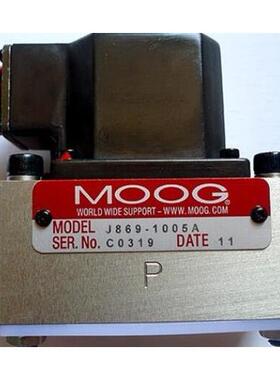 MOOG®
WORLD WIDE SUPPORT - WWW.MOOG.COM
MODEL J869-1005A
SER. No. C0319 DATE 11
P